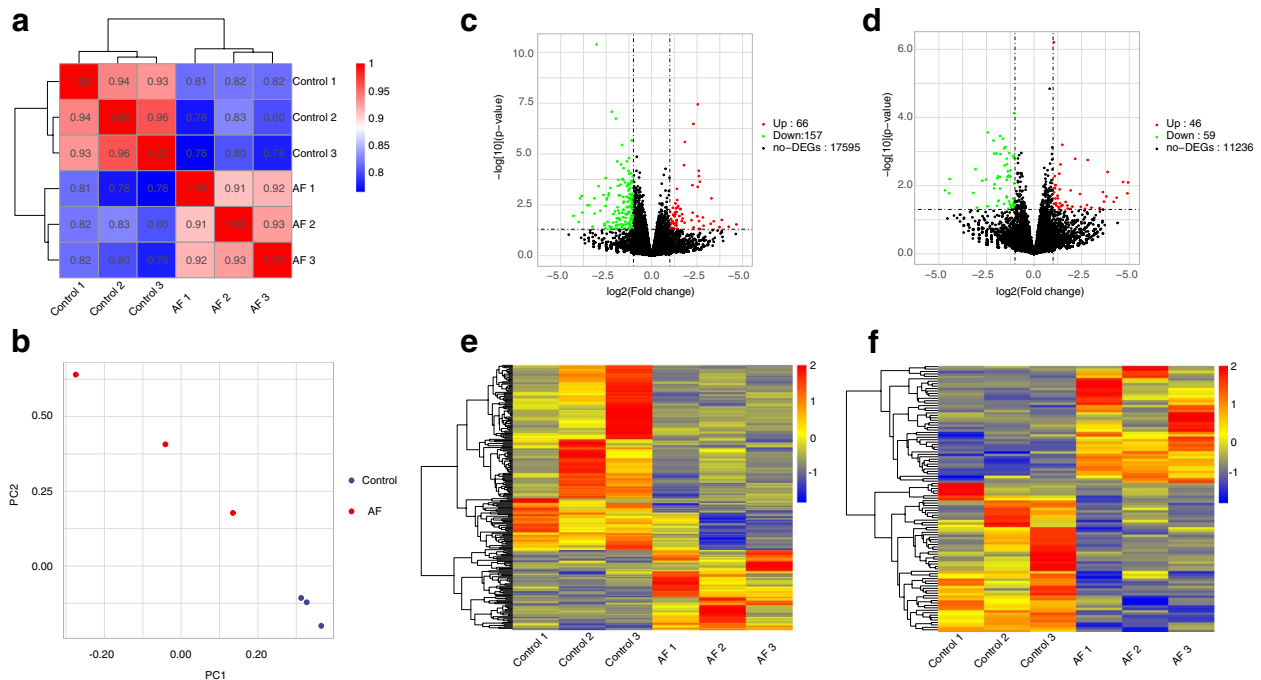 a
1.00 0.94 0.93 0.81 0.82 0.82 Control 1
0.94 1.00 0.96 0.78 0.83 0.80 Control 2
0.93 0.96 1.00 0.76 0.80 0.78 Control 3
0.81 0.78 0.76 1.00 0.91 0.92 AF 1
0.82 0.83 0.80 0.91 1.00 0.93 AF 2
0.82 0.80 0.78 0.92 0.93 1.00 AF 3
Control 1 Control 2 Control 3 AF 1 AF 2 AF 3
1
0.95
0.9
0.85
0.8
b
PC2
0.50
0.25
0.00
-0.20 0.00 0.20
PC1
Control
AF
c
−log[10](p-value)
10.0
7.5
5.0
2.5
0.0
−5.0 −2.5 0.0 −2.5 −5.0
log2(Fold change)
Up : 66
Down:157
no-DEGs : 17595
d
−log[10](p-value)
6.0
4.0
2.0
0.0
−5.0 −2.5 0.0 −2.5 −5.0
log2(Fold change)
Up : 46
Down : 59
no-DEGs : 11236
e
2
1
0
-1
Control 1 Control 2 Control 3 AF 1 AF 2 AF 3
f
2
1
0
-1
Control 1 Control 2 Control 3 AF 1 AF 2 AF 3